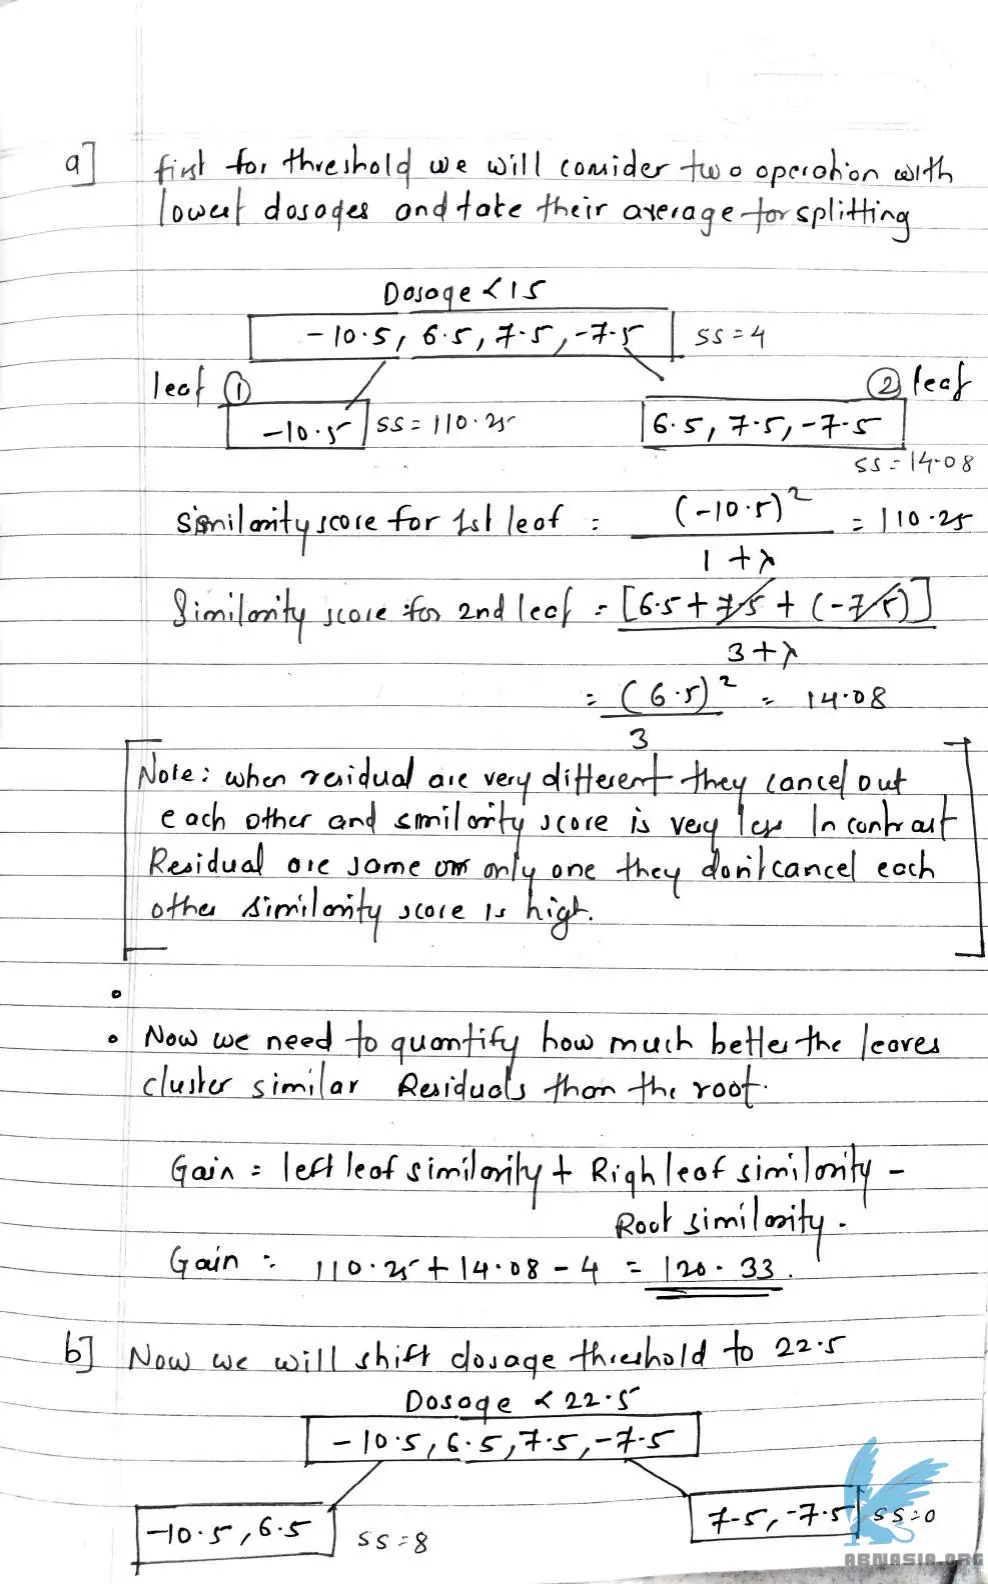 a] first for threshold we will consider two operation with
lowest dosages and take their average for splitting
Dosage < 15
-10.5, 6.5, 7.5, -7.5 SS = 4
leaf ① ② leaf
-10.5 SS = 110.25 6.5, 7.5, -7.5
SS = 14.08
Similarity score for 1st leaf = (-10.5)² = 110.25
1 + λ
Similarity score for 2nd leaf = [6.5 + 7.5 + (-7.5)]
3 + λ
= (6.5)² = 14.08
3
Note: when residual are very different they cancel out
each other and smilarity score is very less In contrast
Residual are same or only one they don't cancel each
other similarity score is high.
• Now we need to quantify how much better the leaves
cluster similar Residuals than the root.
Gain = left leaf similarity + Righ leaf similarity -
Root similarity.
Gain = 110.25 + 14.08 - 4 = 120.33.
b] Now we will shift dosage threshold to 22.5
Dosage < 22.5
-10.5, 6.5, 7.5, -7.5
-10.5, 6.5 SS = 8 7.5, -7.5 SS = 0
ABNASIA.ORG